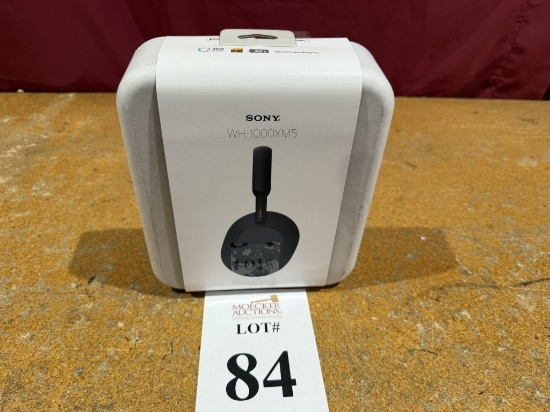 SONY
WH-1000XM5
MOECKER
AUCTIONS
LOT#
84